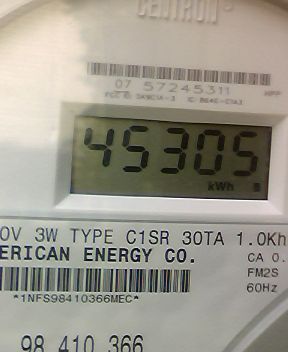 CENTRON
07 57245311
45305
kWh
0V 3W TYPE C1SR 30TA 1.0Kh
ERICAN ENERGY CO.
CA 0.
*1NFS98410366MEC*
FM2S
60Hz
98 410 366